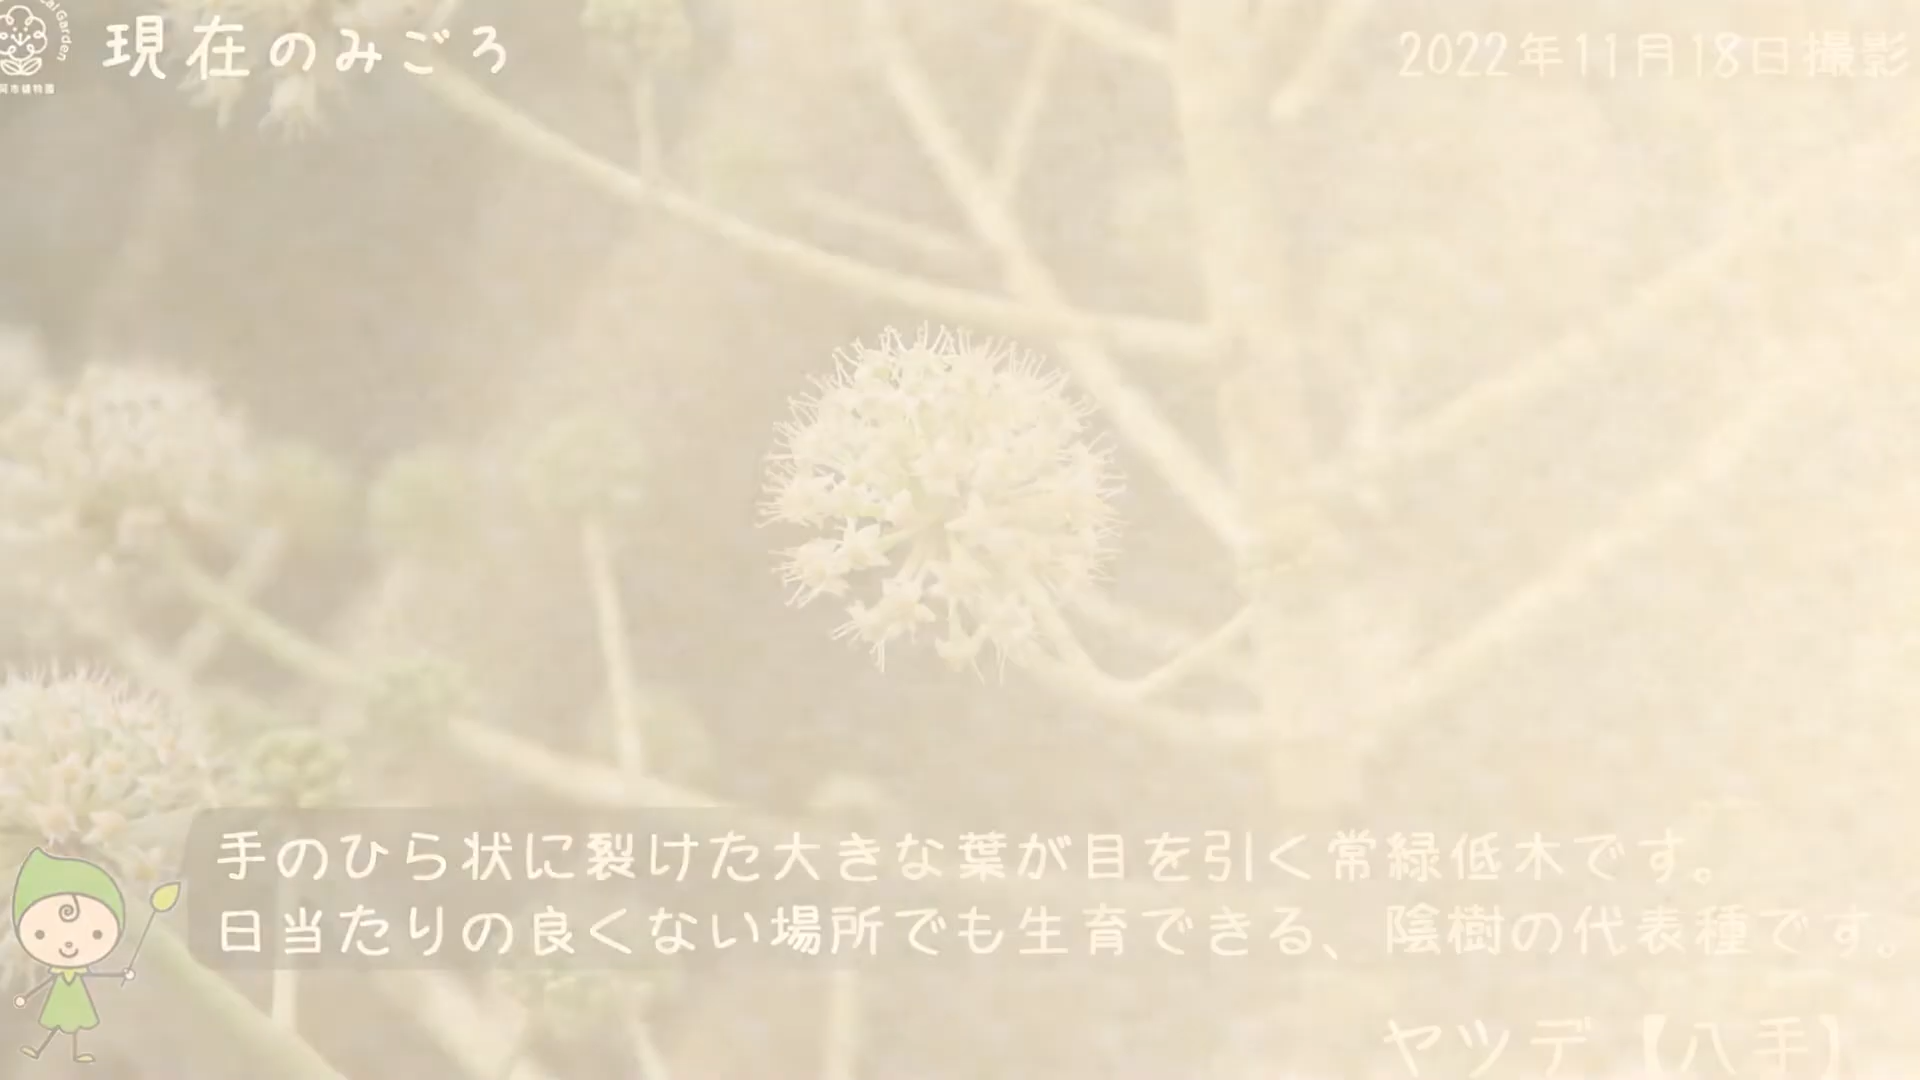 現在のみごろ
2022年11月18日撮影
手のひら状に裂けた大きな葉が目を引く常緑低木です。
日当たりの良くない場所でも生育できる、陰樹の代表種です。
ヤツデ【八手】